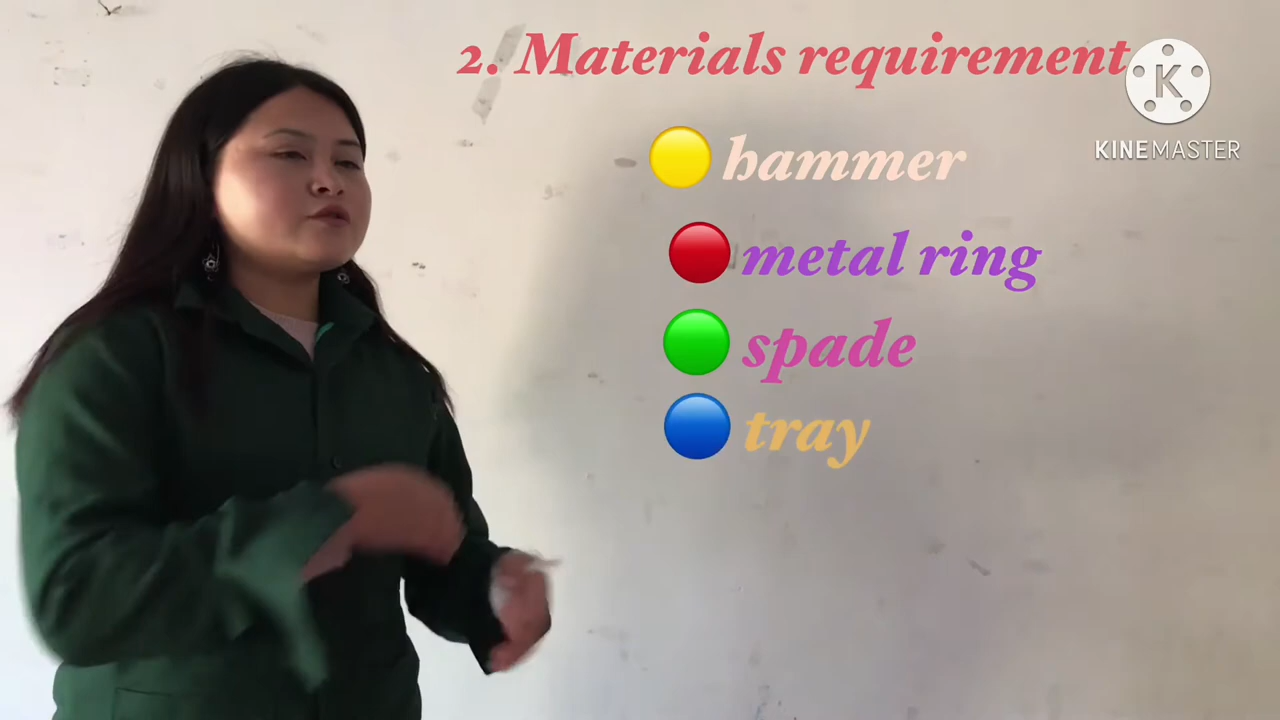 2. Materials requirement
KINEMASTER
hammer
metal ring
spade
tray